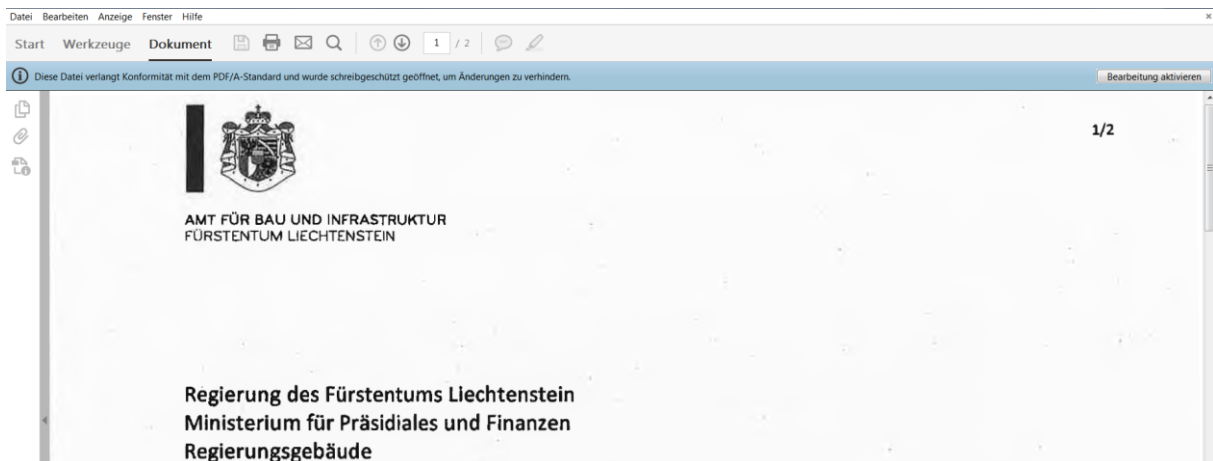 Datei Bearbeiten Anzeige Fenster Hilfe
Start Werkzeuge Dokument 1 / 2
Diese Datei verlangt Konformität mit dem PDF/A-Standard und wurde schreibgeschützt geöffnet, um Änderungen zu verhindern. Bearbeitung aktivieren
1/2
AMT FÜR BAU UND INFRASTRUKTUR
FÜRSTENTUM LIECHTENSTEIN
Regierung des Fürstentums Liechtenstein
Ministerium für Präsidiales und Finanzen
Regierungsgebäude